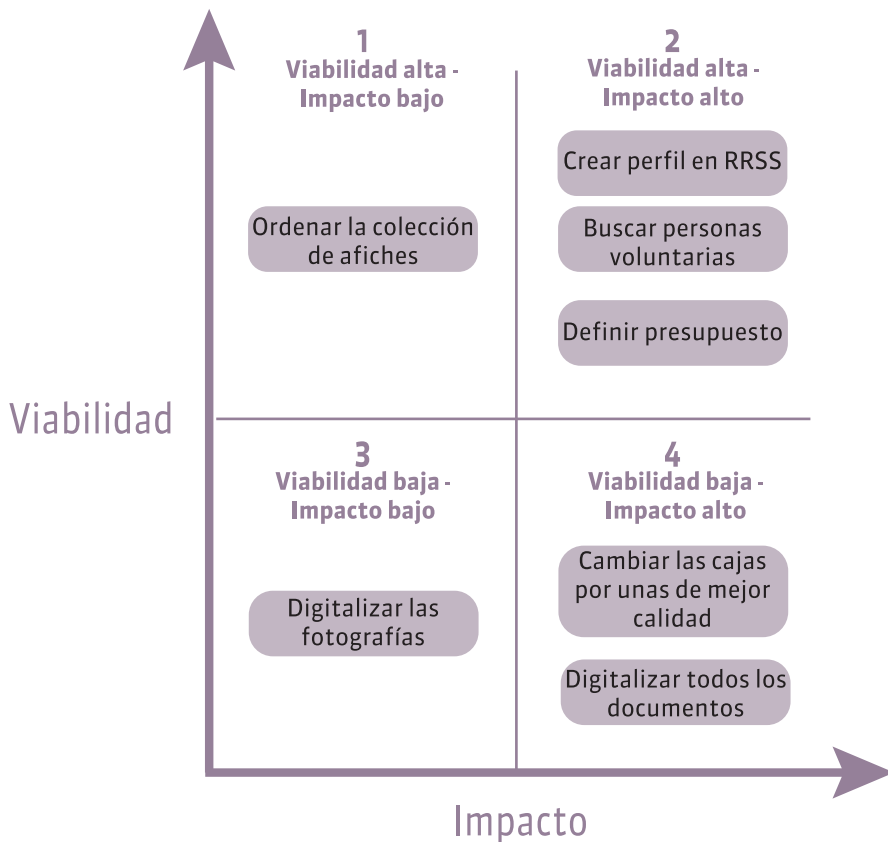 1
Viabilidad alta -
Impacto bajo
2
Viabilidad alta -
Impacto alto
Ordenar la colección
de afiches
Crear perfil en RRSS
Buscar personas
voluntarias
Definir presupuesto
Viabilidad
3
Viabilidad baja -
Impacto bajo
4
Viabilidad baja -
Impacto alto
Digitalizar las
fotografías
Cambiar las cajas
por unas de mejor
calidad
Digitalizar todos los
documentos
Impacto